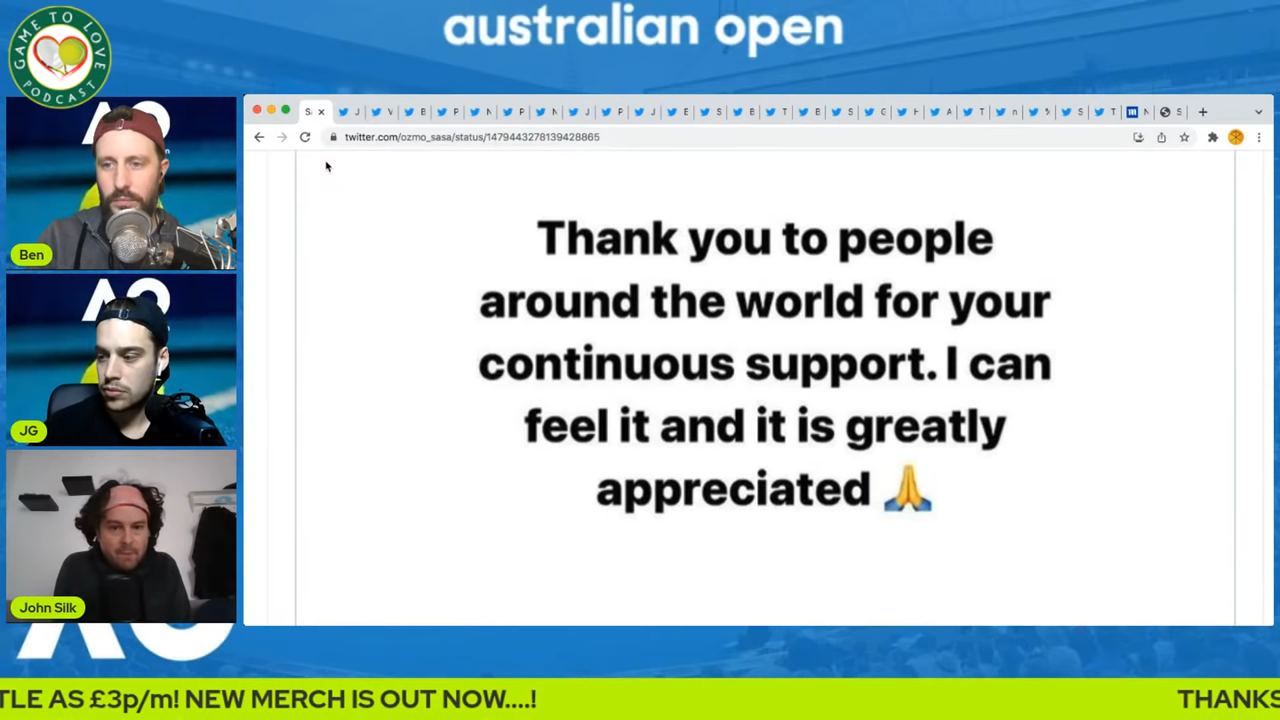 australian open
GAME TO LOVE
PODCAST
twitter.com/ozmo_sasa/status/1479443278139428865
Thank you to people
around the world for your
continuous support. I can
feel it and it is greatly
appreciated 🙏
Ben
JG
John Silk
TLE AS £3p/m! NEW MERCH IS OUT NOW....!
THANKS